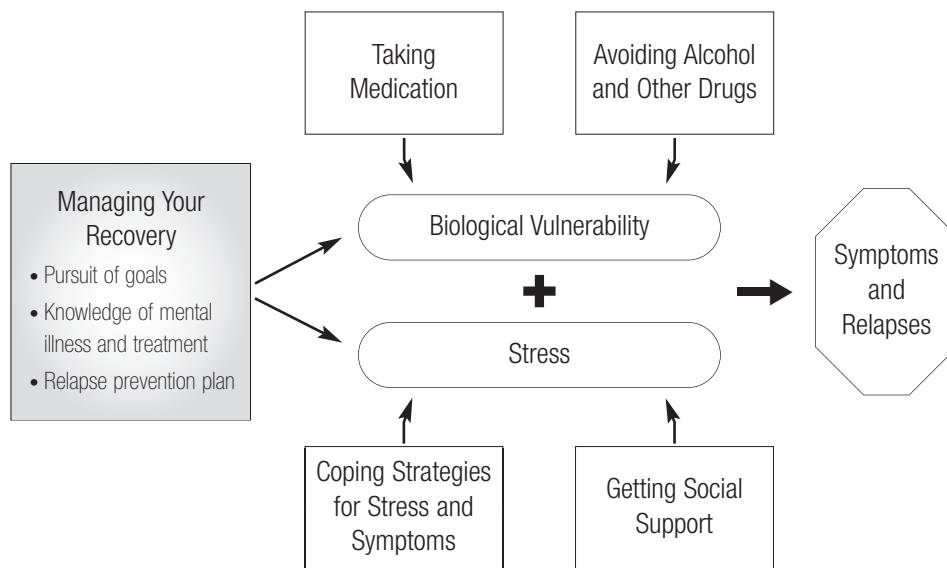 Taking
Medication
Avoiding Alcohol
and Other Drugs
Managing Your
Recovery
• Pursuit of goals
• Knowledge of mental
illness and treatment
• Relapse prevention plan
Biological Vulnerability
+
Stress
Symptoms
and
Relapses
Coping Strategies
for Stress and
Symptoms
Getting Social
Support